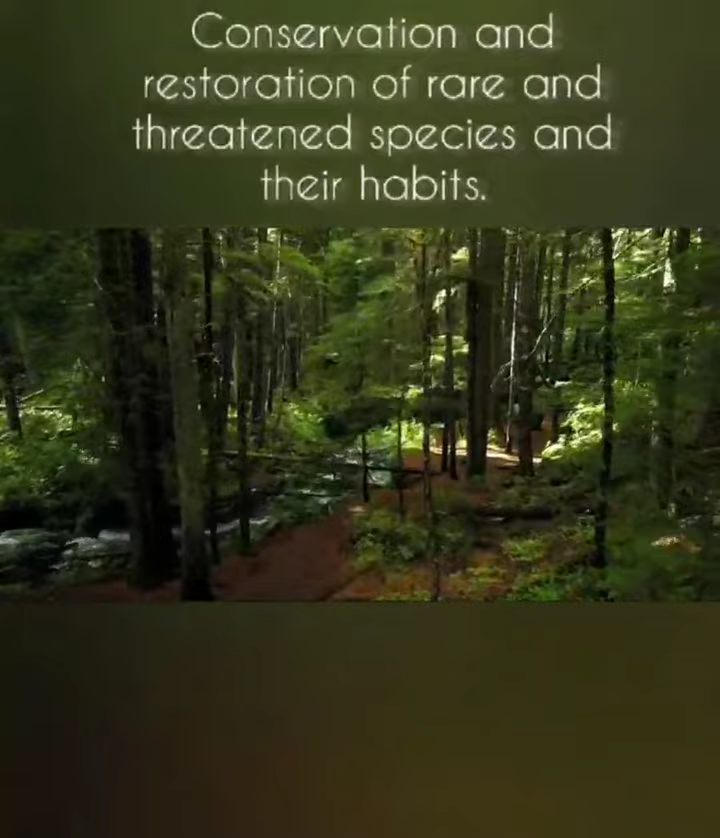 Conservation and
restoration of rare and
threatened species and
their habits.